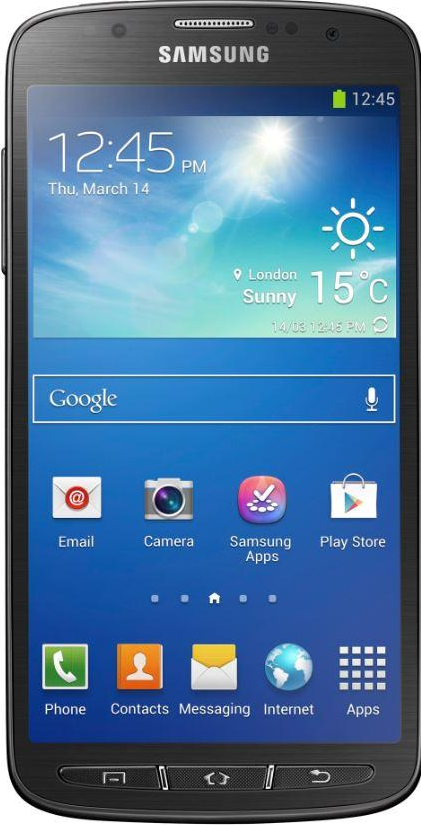 SAMSUNG
12:45
12:45 PM
Thu, March 14
London
Sunny 15°C
14/03 12:45 PM
Google
@
Email Camera Samsung Apps Play Store
Phone Contacts Messaging Internet Apps